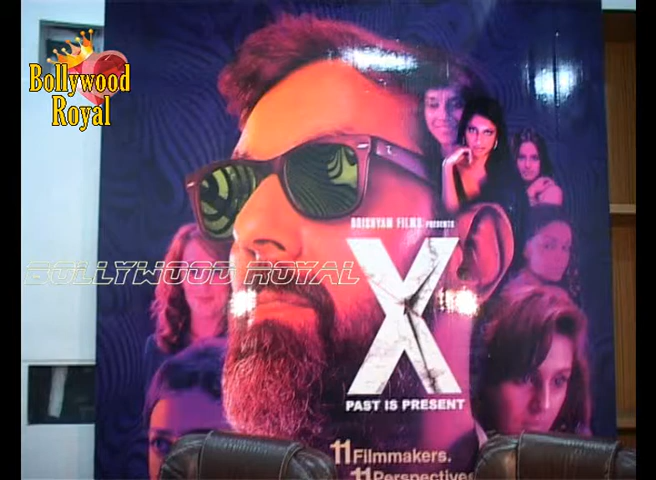 Bollywood
Royal
DRISHYAM FILMS PRESENTS
BOLLYWOOD ROYAL
X
PAST IS PRESENT
11 Filmmakers.
11 Perspectives